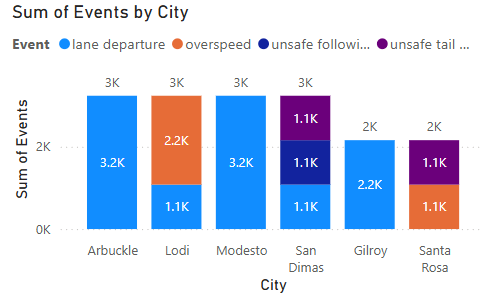 Sum of Events by City
Event lane departure overspeed unsafe followi... unsafe tail ...
3K 3K 3K 3K
2K 2K
Sum of Events
2K
0K
3.2K
2.2K
1.1K
3.2K
1.1K
1.1K
1.1K
2.2K
1.1K
1.1K
Arbuckle Lodi Modesto San Dimas Gilroy Santa Rosa
City